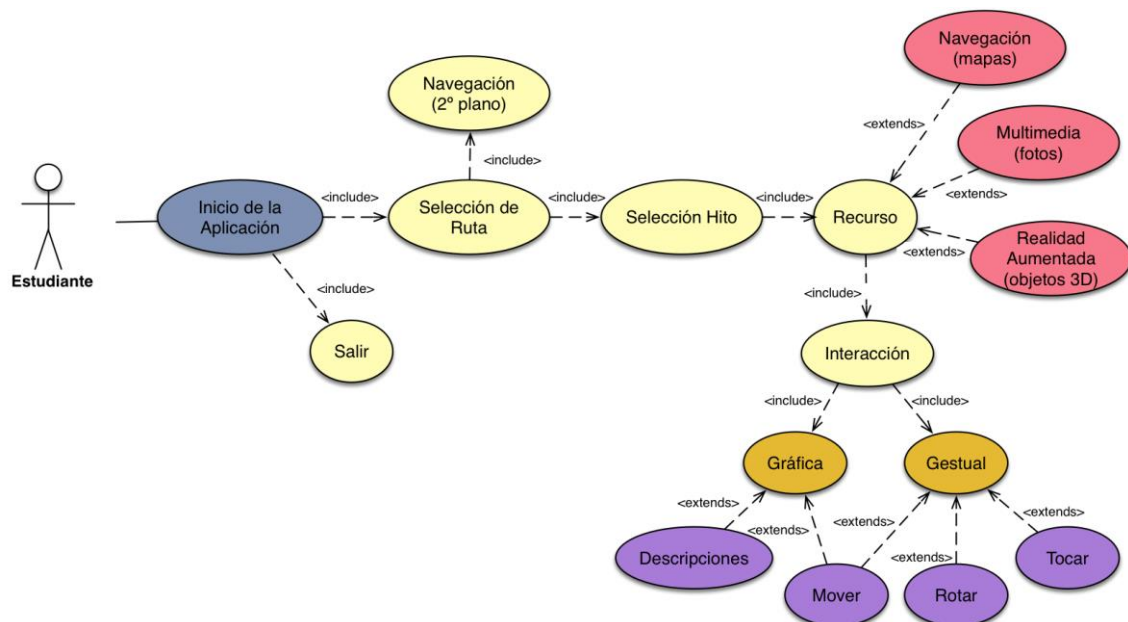 Navegación
(mapas)
Navegación
(2º plano)
<extends>
Multimedia
(fotos)
<include>
<extends>
Inicio de la
Aplicación
<include>
Selección de
Ruta
<include>
Selección Hito
<include>
Recurso
<extends>
Realidad
Aumentada
(objetos 3D)
Estudiante
<include>
<include>
Salir
Interacción
<include>
<include>
Gráfica
Gestual
<extends>
<extends>
<extends>
<extends>
<extends>
Descripciones
Mover
Rotar
Tocar